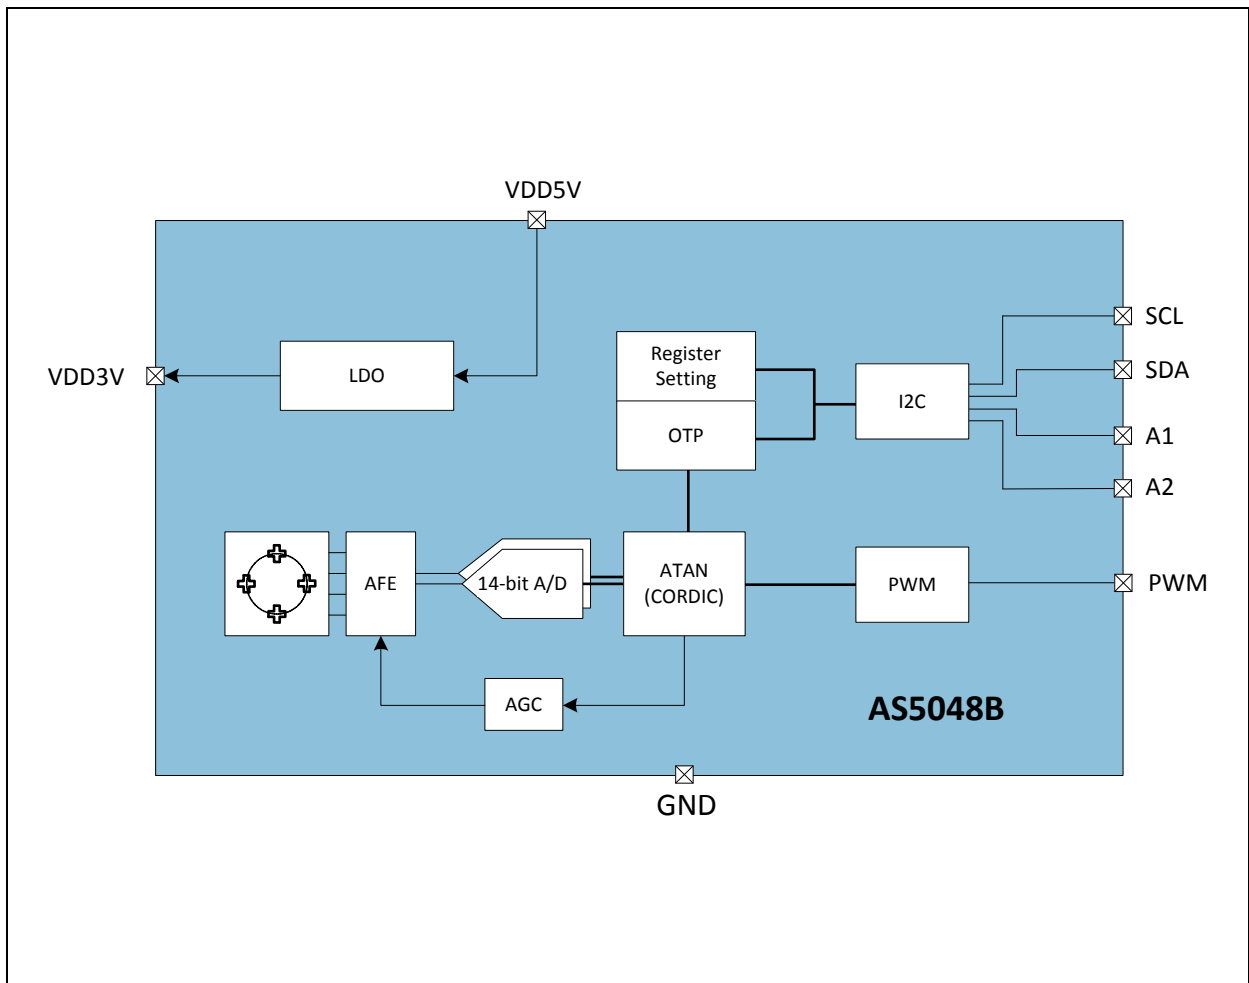 VDD5V
VDD3V
LDO
Register
Setting
OTP
I2C
SCL
SDA
A1
A2
AFE
14-bit A/D
ATAN
(CORDIC)
PWM
PWM
AGC
AS5048B
GND